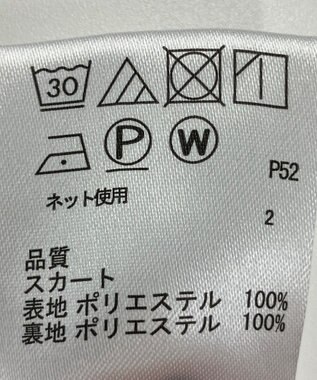 30
P W
P52
ネット使用
2
品質
スカート
表地 ポリエステル 100%
裏地 ポリエステル 100%